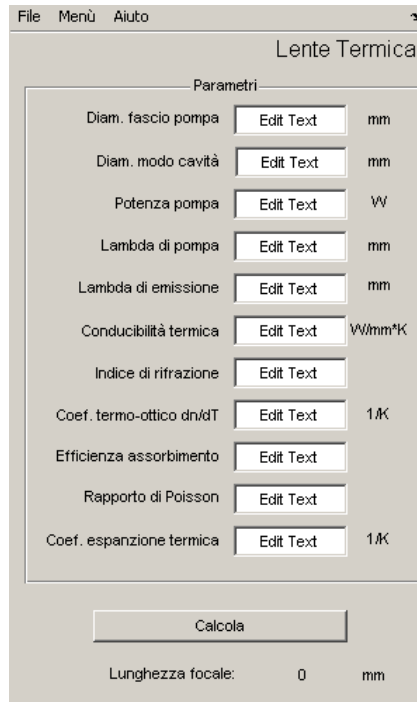 File Menù Aiuto
Lente Termica
Parametri
Diam. fascio pompa Edit Text mm
Diam. modo cavità Edit Text mm
Potenza pompa Edit Text W
Lambda di pompa Edit Text mm
Lambda di emissione Edit Text mm
Conducibilità termica Edit Text W/mm*K
Indice di rifrazione Edit Text
Coef. termo-ottico dn/dT Edit Text 1/K
Efficienza assorbimento Edit Text
Rapporto di Poisson Edit Text
Coef. espanzione termica Edit Text 1/K
Calcola
Lunghezza focale: 0 mm